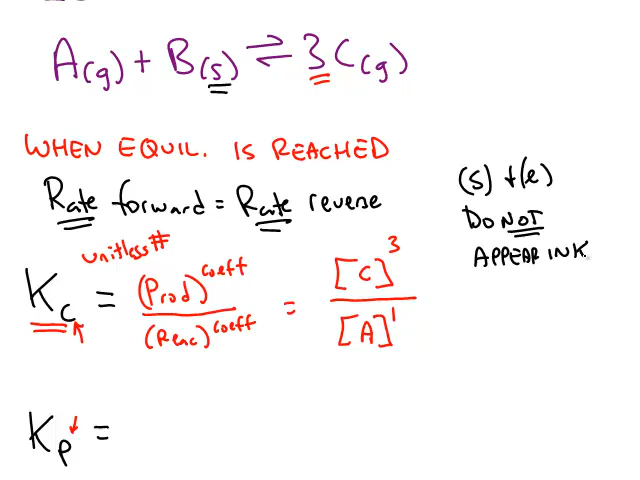 A(g) + B(s) ⇌ 3C(g)
WHEN EQUIL. IS REACHED
Rate forward = Rate reverse
(s) + (l)
DO NOT
APPEAR IN K
unitless #
Kc = (Prod)^coeff / (Reac)^coeff = [C]^3 / [A]^1
Kp =